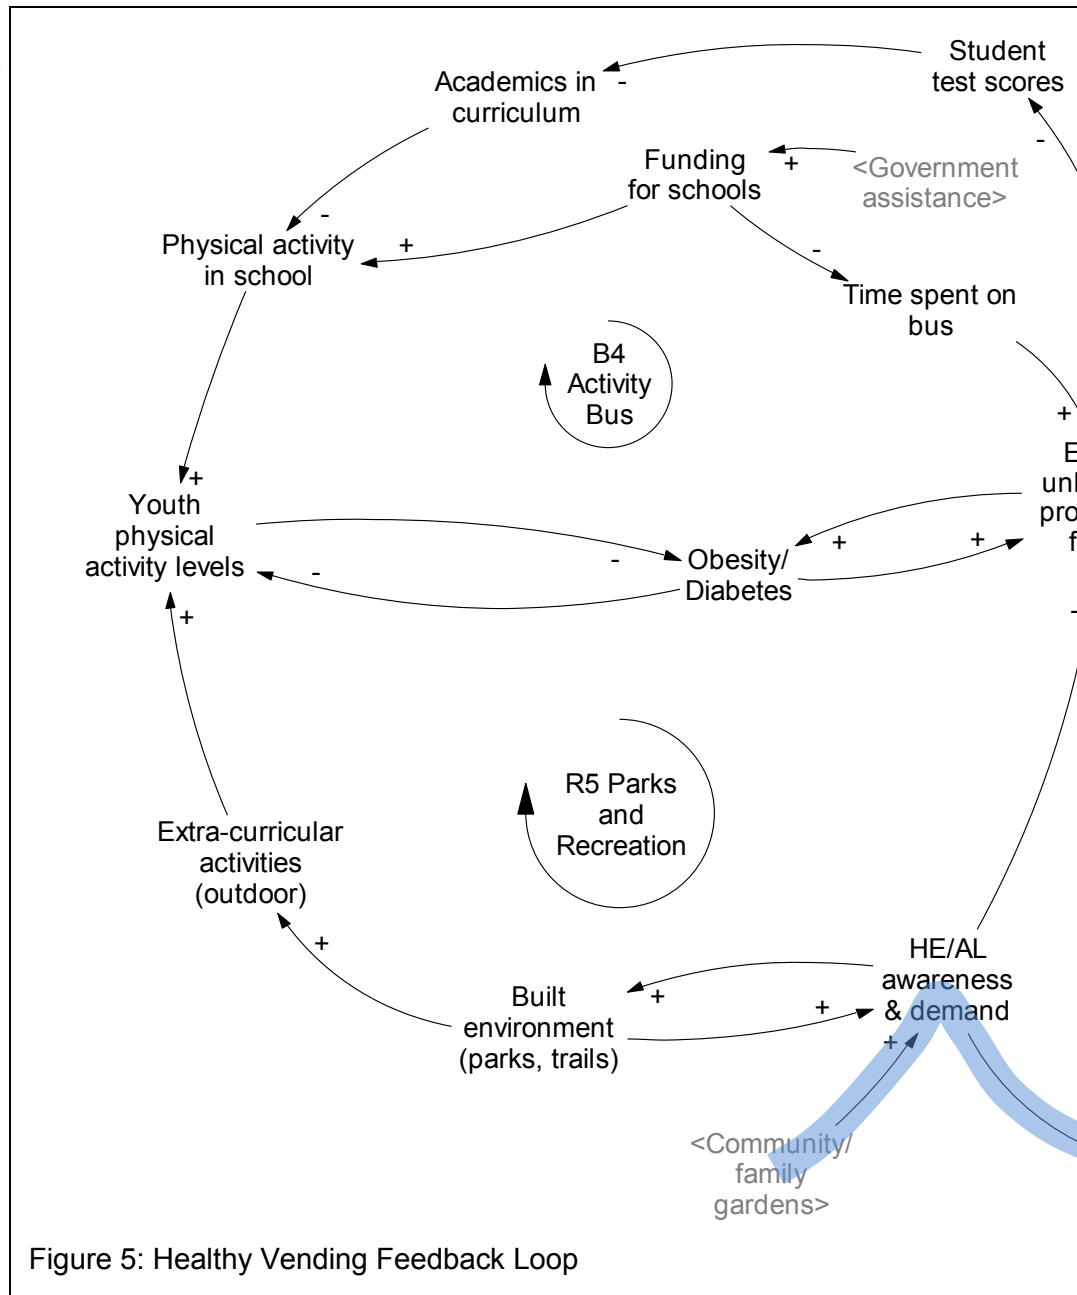 Student
test scores
Academics in
curriculum
-
-
Funding
for schools
+
<Government
assistance>
-
Physical activity
in school
+
-
Time spent on
bus
B4
Activity
Bus
+
+
Youth
physical
activity levels
-
-
Obesity/
Diabetes
+
+
-
+
R5 Parks
and
Recreation
Extra-curricular
activities
(outdoor)
+
HE/AL
awareness
& demand
Built
environment
(parks, trails)
+
+
+
<Community/
family
gardens>
Figure 5: Healthy Vending Feedback Loop